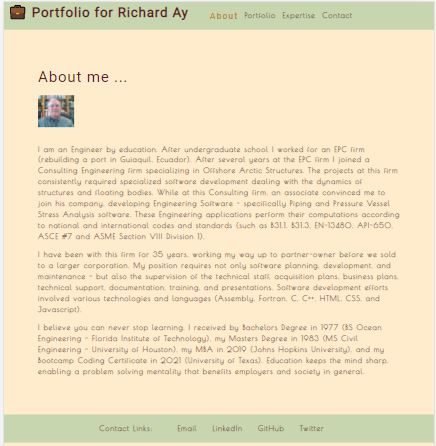 Portfolio for Richard Ay
About Portfolio Expertise Contact
About me ...
I am an Engineer by education. After undergraduate school I worked for an EPC firm
(rebuilding a port in Guiaquil, Ecuador). After several years at the EPC firm I joined a
Consulting Engineering firm specializing in Offshore Arctic Structures. The projects at this firm
consistently required specialized software development dealing with the dynamics of
structures and floating bodies. While at this Consulting firm, an associate convinced me to
join his company, developing Engineering Software - specifiically Piping and Pressure Vessel
Stress Analysis software. These Engineering applications perform their computations according
to national and international codes and standards (such as B31.1, B31.3, EN-13480, API-650,
ASCE #7 and ASME Section VIII Division 1).
I have been with this firm for 35 years, working my way up to partner-owner before we sold
to a larger corporation. My position requires not only software planning, development, and
maintenance - but also the supervision of the technical staff, acquisition plans, business plans,
technical support, documentation, training, and presentations. Software development efforts
involved various technologies and languages (Assembly, Fortran, C, C++, HTML, CSS, and
Javascript).
I believe you can never stop learning. I received by Bachelors Degree in 1977 (BS Ocean
Engineering - Florida Institute of Technology), my Masters Degree in 1983 (MS Civil
Engineering - University of Houston), my MBA in 2019 (Johns Hopkins University), and my
Bootcamp Coding Certificate in 2021 (University of Texas). Education keeps the mind sharp,
enabling a problem solving mentality that benefits employers and society in general.
Contact Links: Email LinkedIn GitHub Twitter